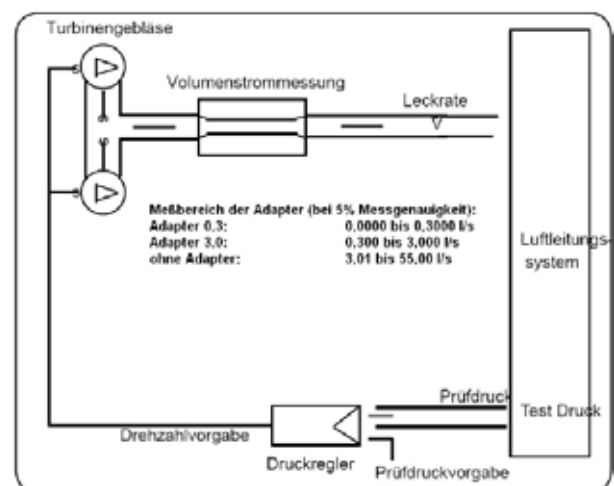 Turbinengebläse
Volumenstrommessung
Leckrate
V
Meßbereich der Adapter (bei 5% Messgenauigkeit):
Adapter 0,3: 0,0000 bis 0,3000 l/s
Adapter 3,0: 0,300 bis 3,000 l/s
ohne Adapter: 3,01 bis 55,00 l/s
Luftleitungs-
system
Prüfdruck
Test Druck
Drehzahlvorgabe
Druckregler
Prüfdruckvorgabe